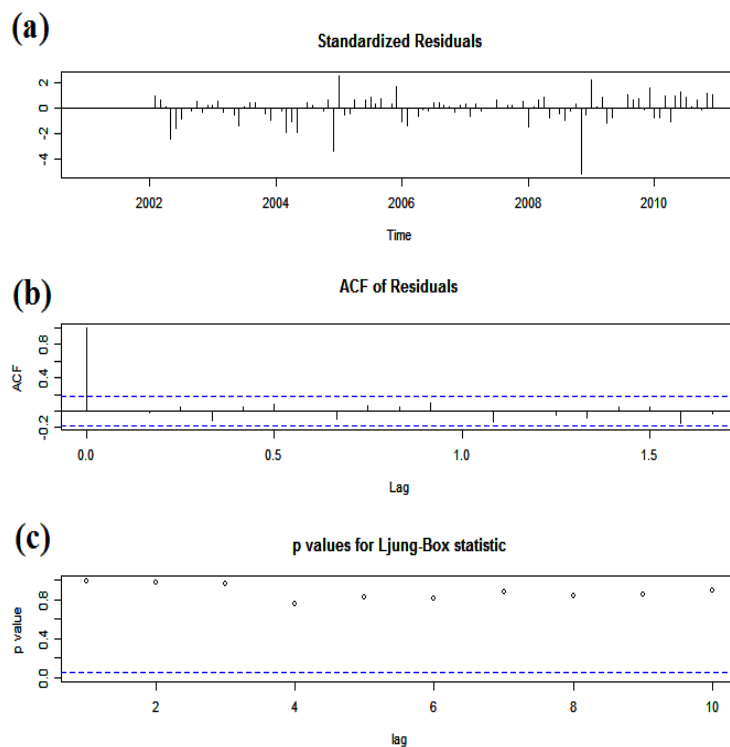 (a)
Standardized Residuals
2
0
-2
-4
2002
2004
2006
2008
2010
Time
(b)
ACF of Residuals
ACF
0.8
0.4
-0.2
0.0
0.5
1.0
1.5
Lag
(c)
p values for Ljung-Box statistic
p value
0.8
0.4
0.0
2
4
6
8
10
lag